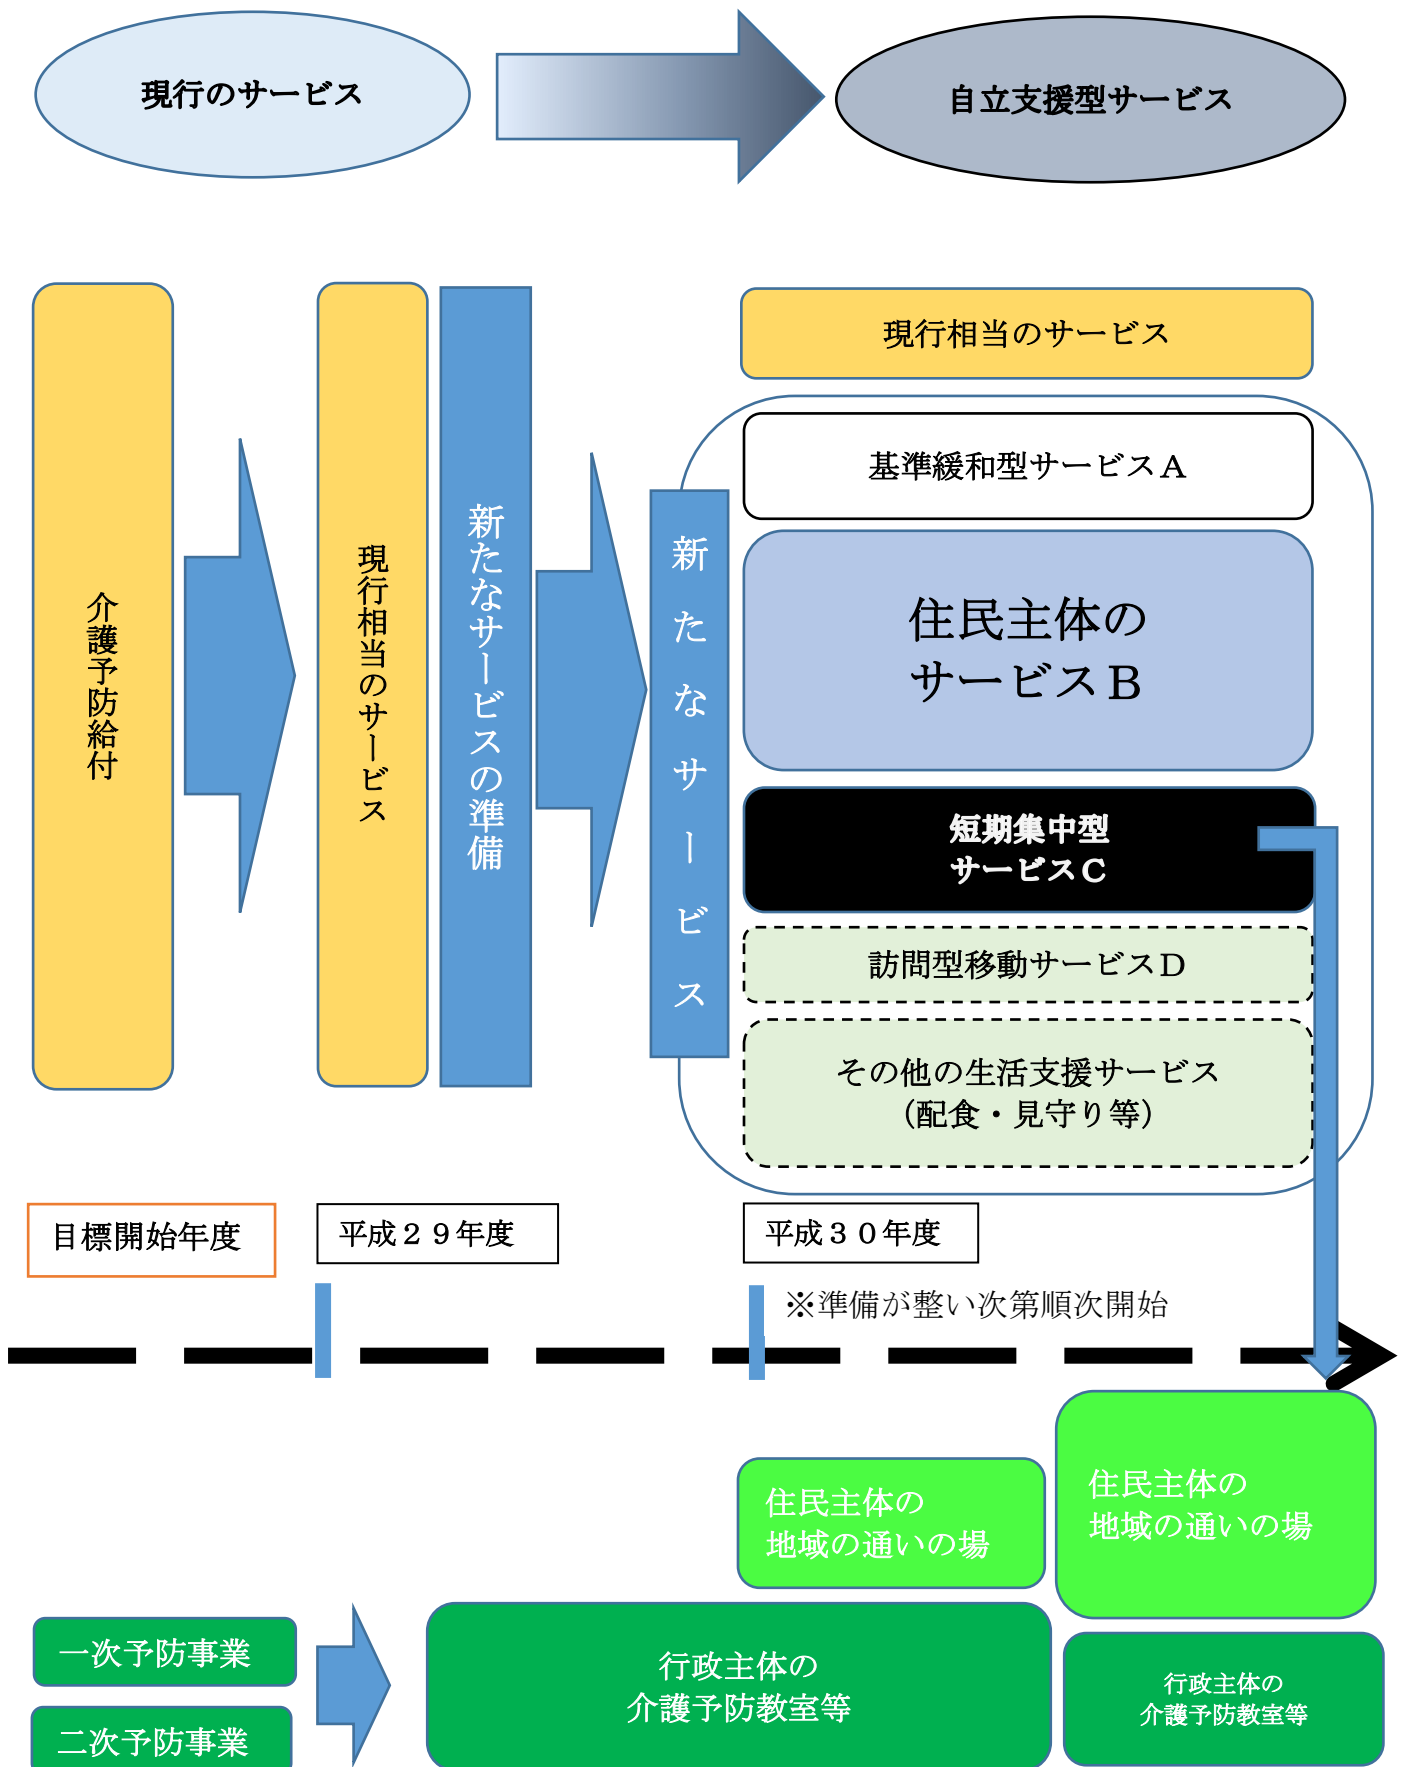 現行のサービス
自立支援型サービス
介護予防給付
現行相当のサービス
新たなサービスの準備
新たなサービス
現行相当のサービス
基準緩和型サービスＡ
住民主体の
サービスＢ
短期集中型
サービスＣ
訪問型移動サービスＤ
その他の生活支援サービス
（配食・見守り等）
目標開始年度
平成２９年度
平成３０年度
※準備が整い次第順次開始
住民主体の
地域の通いの場
住民主体の
地域の通いの場
一次予防事業
二次予防事業
行政主体の
介護予防教室等
行政主体の
介護予防教室等